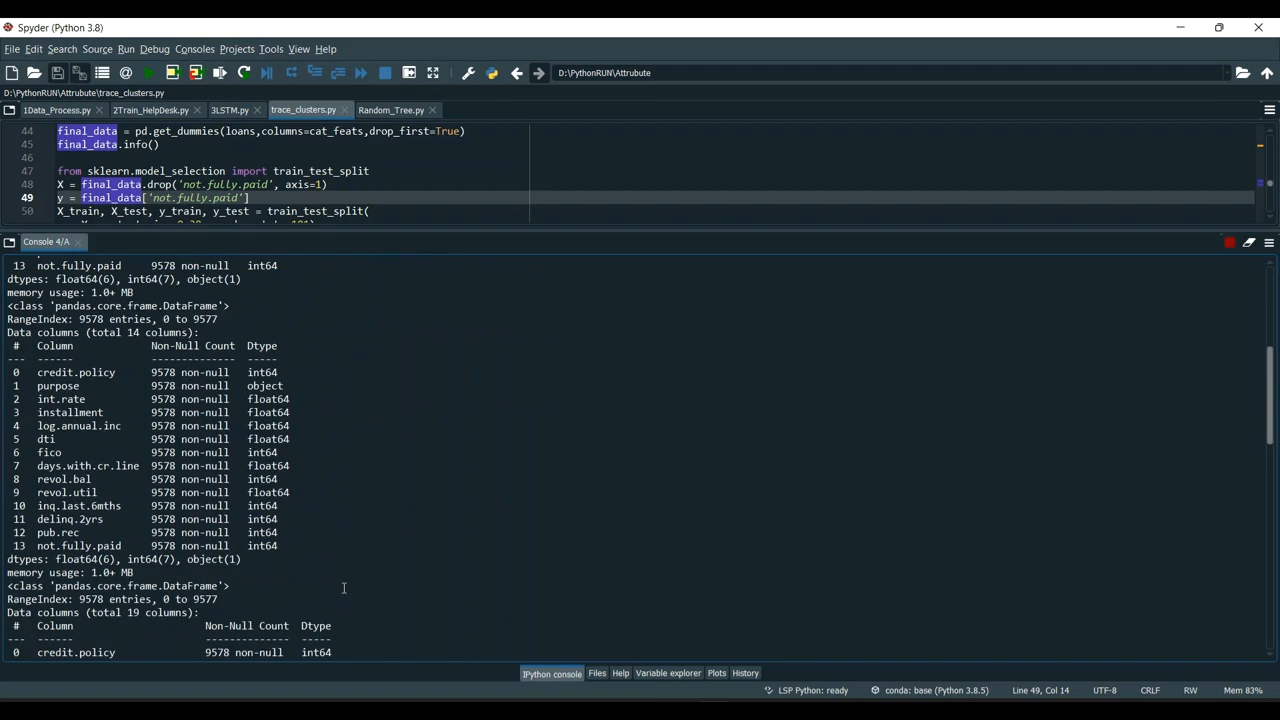 Spyder (Python 3.8)
File Edit Search Source Run Debug Consoles Projects Tools View Help
D:\PythonRUN\Attrubute
D:\PythonRUN\Attrubute\trace_clusters.py
1Data_Process.py 2Train_HelpDesk.py 3LSTM.py trace_clusters.py Random_Tree.py
44 final_data = pd.get_dummies(loans,columns=cat_feats,drop_first=True)
45 final_data.info()
46
47 from sklearn.model_selection import train_test_split
48 X = final_data.drop('not.fully.paid', axis=1)
49 y = final_data['not.fully.paid']
50 X_train, X_test, y_train, y_test = train_test_split(
Console 4/A
13 not.fully.paid 9578 non-null int64
dtypes: float64(6), int64(7), object(1)
memory usage: 1.0+ MB
<class 'pandas.core.frame.DataFrame'>
RangeIndex: 9578 entries, 0 to 9577
Data columns (total 14 columns):
# Column Non-Null Count Dtype
--- ------ -------------- -----
0 credit.policy 9578 non-null int64
1 purpose 9578 non-null object
2 int.rate 9578 non-null float64
3 installment 9578 non-null float64
4 log.annual.inc 9578 non-null float64
5 dti 9578 non-null float64
6 fico 9578 non-null int64
7 days.with.cr.line 9578 non-null float64
8 revol.bal 9578 non-null int64
9 revol.util 9578 non-null float64
10 inq.last.6mths 9578 non-null int64
11 delinq.2yrs 9578 non-null int64
12 pub.rec 9578 non-null int64
13 not.fully.paid 9578 non-null int64
dtypes: float64(6), int64(7), object(1)
memory usage: 1.0+ MB
<class 'pandas.core.frame.DataFrame'>
RangeIndex: 9578 entries, 0 to 9577
Data columns (total 19 columns):
# Column Non-Null Count Dtype
--- ------ -------------- -----
0 credit.policy 9578 non-null int64
IPython console Files Help Variable explorer Plots History
LSP Python: ready conda: base (Python 3.8.5) Line 49, Col 14 UTF-8 CRLF RW Mem 83%